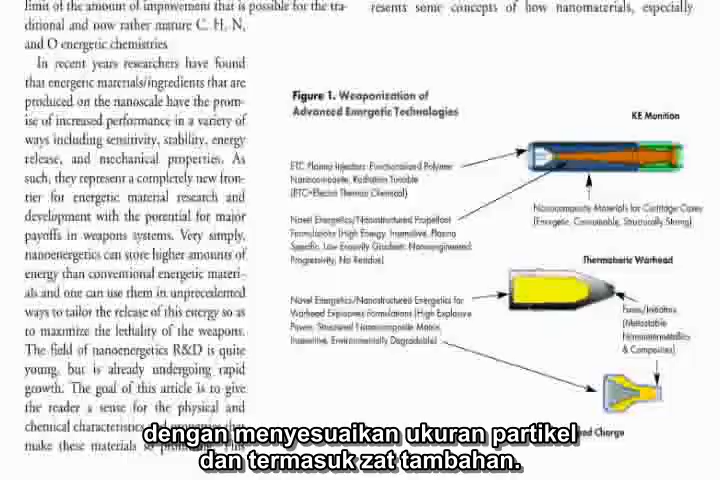 limit of the amount of improvement that is possible for the tra-
ditional and now rather mature C, H, N,
and O energetic chemistries
In recent years researchers have found
that energetic materials/ingredients that are
produced on the nanoscale have the prom-
ise of increased performance in a variety of
ways including sensitivity, stability, energy
release, and mechanical properties. As
such, they represent a completely new fron-
tier for energetic material research and
development with the potential for major
payoffs in weapons systems. Very simply,
nanoenergetics can store higher amounts of
energy than conventional energetic materi-
als and one can use them in unprecedented
ways to tailor the release of this energy so as
to maximize the lethality of the weapons.
The field of nanoenergetics R&D is quite
young, but is already undergoing rapid
growth. The goal of this article is to give
the reader a sense for the physical and
chemical characteristics
make these materials so
resents some concepts of how nanomaterials, especially
Figure 1. Weaponization of
Advanced Energetic Technologies
KE Munition
ETC Plasma Injectors: Functionalized Polymer
Nanocomposite, Radiation Tunable
(ETC=Electro Thermo Chemical)
Novel Energetics/Nanostructured Propellant
Formulations (High Energy, Insensitive, Plasma
Specific, Low Erosivity Gradient: Nanoengineered
Progressivity, No Residue)
Nanocomposite Materials for Cartridge Cases
(Energetic, Consumable, Structurally Strong)
Thermobaric Warhead
Novel Energetics/Nanostructured Energetics for
Warhead Explosives Formulations (High Explosive
Power, Structural Nanocomposite Matrix,
Insensitive, Environmentally Degradable)
Fuzes/Initiators
(Metastable
Nanointermetallics
& Composites)
Charge
dengan menyesuaikan ukuran partikel
dan termasuk zat tambahan.